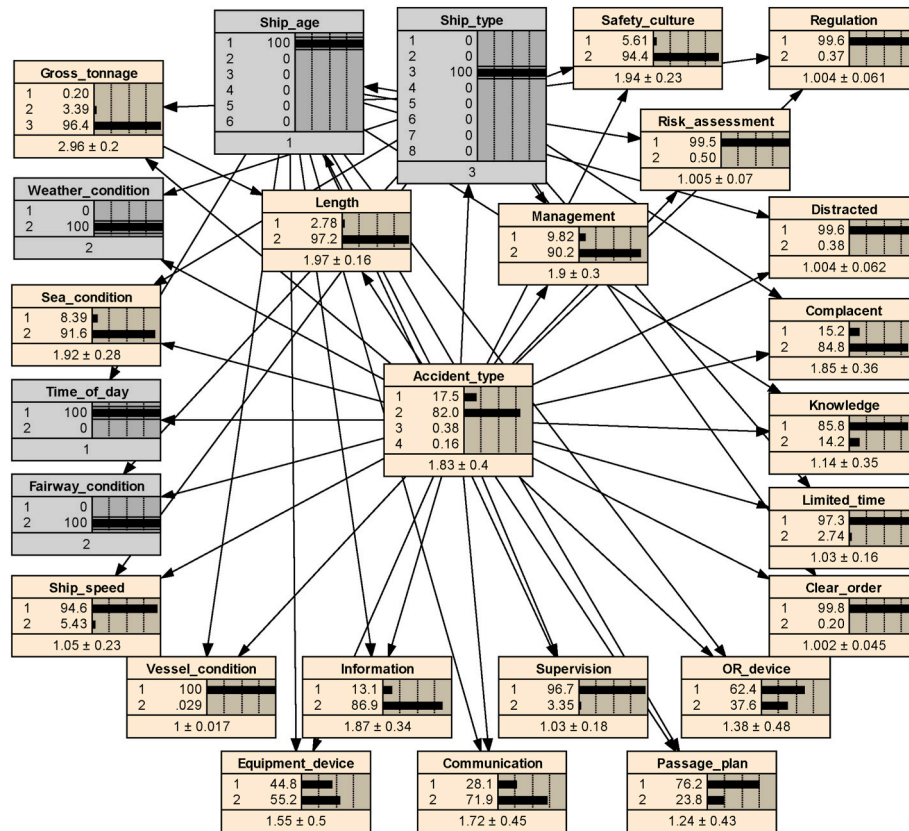 Ship_age
1 100
2 0
3 0
4 0
5 0
6 0
1
Ship_type
1 0
2 0
3 100
4 0
5 0
6 0
7 0
8 0
3
Safety_culture
1 5.61
2 94.4
1.94 ± 0.23
Regulation
1 99.6
2 0.37
1.004 ± 0.061
Gross_tonnage
1 0.20
2 3.39
3 96.4
2.96 ± 0.2
Risk_assessment
1 99.5
2 0.50
1.005 ± 0.07
Weather_condition
1 0
2 100
2
Length
1 2.78
2 97.2
1.97 ± 0.16
Management
1 9.82
2 90.2
1.9 ± 0.3
Distracted
1 99.6
2 0.38
1.004 ± 0.062
Sea_condition
1 8.39
2 91.6
1.92 ± 0.28
Complacent
1 15.2
2 84.8
1.85 ± 0.36
Time_of_day
1 100
2 0
1
Accident_type
1 17.5
2 82.0
3 0.38
4 0.16
1.83 ± 0.4
Knowledge
1 85.8
2 14.2
1.14 ± 0.35
Fairway_condition
1 0
2 100
2
Limited_time
1 97.3
2 2.74
1.03 ± 0.16
Ship_speed
1 94.6
2 5.43
1.05 ± 0.23
Clear_order
1 99.8
2 0.20
1.002 ± 0.045
Vessel_condition
1 100
2 .029
1 ± 0.017
Information
1 13.1
2 86.9
1.87 ± 0.34
Supervision
1 96.7
2 3.35
1.03 ± 0.18
OR_device
1 62.4
2 37.6
1.38 ± 0.48
Equipment_device
1 44.8
2 55.2
1.55 ± 0.5
Communication
1 28.1
2 71.9
1.72 ± 0.45
Passage_plan
1 76.2
2 23.8
1.24 ± 0.43